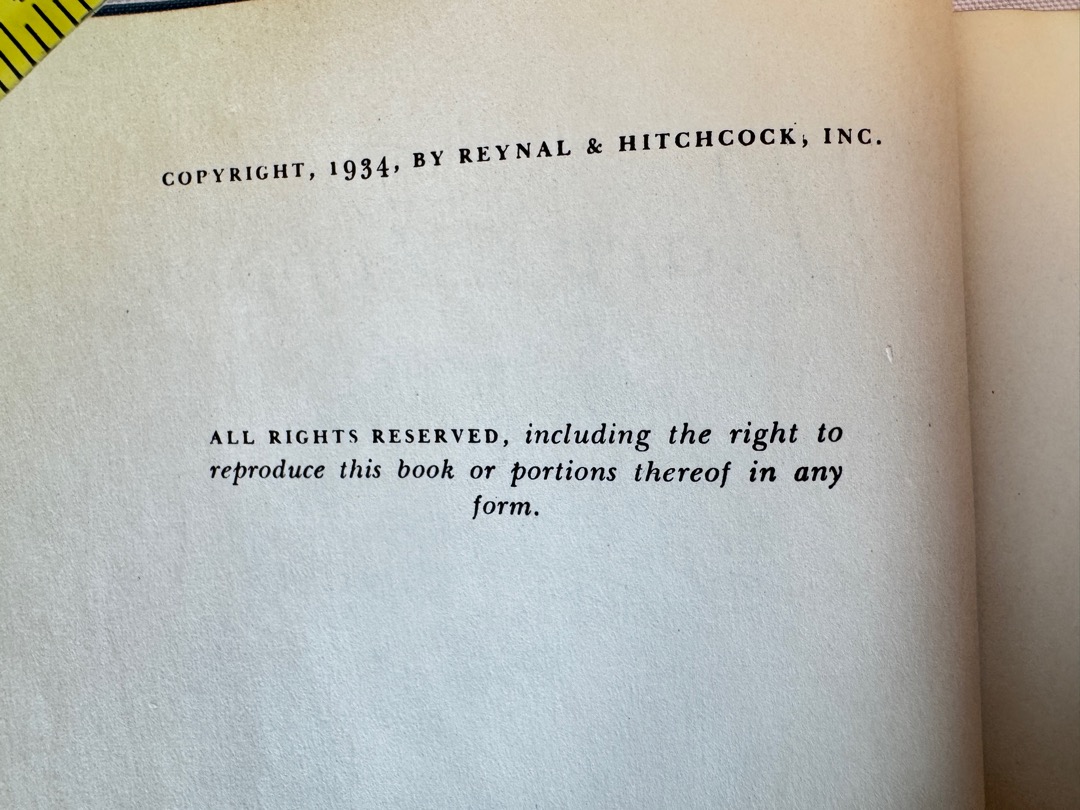 COPYRIGHT, 1934, BY REYNAL & HITCHCOCK, INC.
ALL RIGHTS RESERVED, including the right to
reproduce this book or portions thereof in any
form.